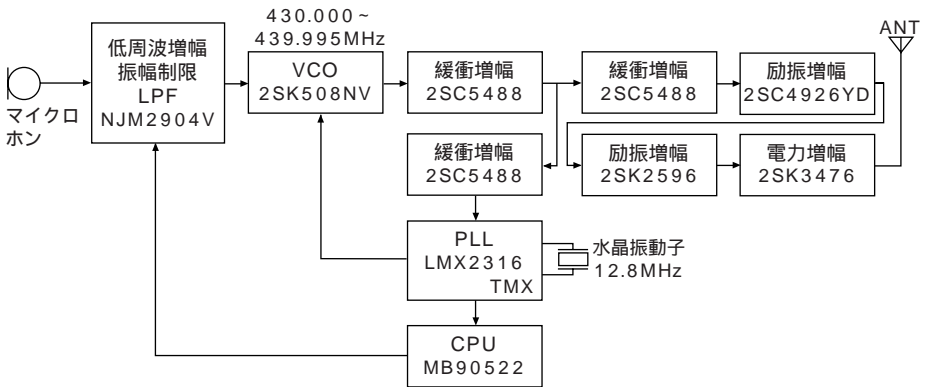 430.000~
439.995MHz
ANT
低周波増幅
振幅制限
LPF
NJM2904V
VCO
2SK508NV
緩衝増幅
2SC5488
緩衝増幅
2SC5488
励振増幅
2SC4926YD
マイクロ
ホン
緩衝増幅
2SC5488
励振増幅
2SK2596
電力増幅
2SK3476
PLL
LMX2316
TMX
水晶振動子
12.8MHz
CPU
MB90522